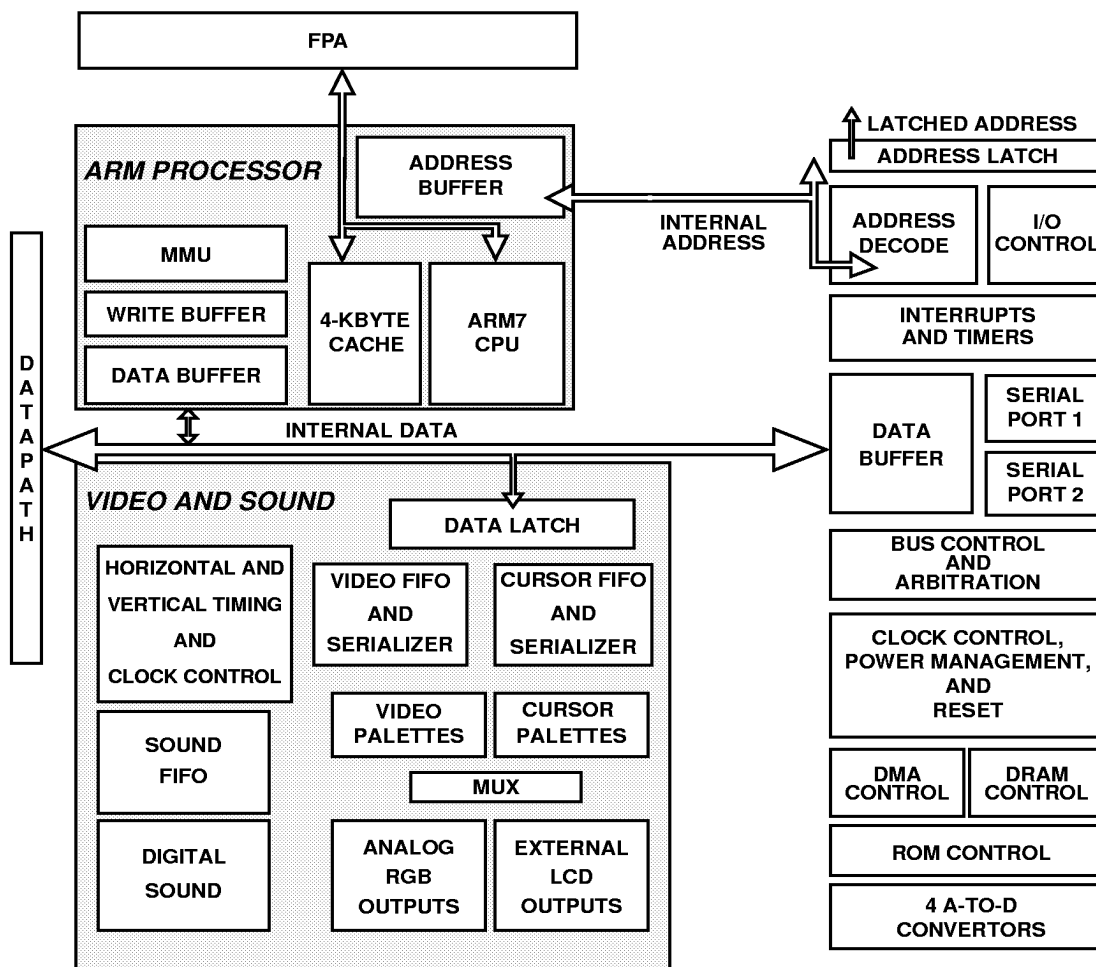 FPA
ARM PROCESSOR
ADDRESS
BUFFER
MMU
WRITE BUFFER
DATA BUFFER
4-KBYTE
CACHE
ARM7
CPU
INTERNAL
ADDRESS
LATCHED ADDRESS
ADDRESS LATCH
ADDRESS
DECODE
I/O
CONTROL
INTERRUPTS
AND TIMERS
DATAPATH
INTERNAL DATA
DATA
BUFFER
SERIAL
PORT 1
SERIAL
PORT 2
VIDEO AND SOUND
DATA LATCH
HORIZONTAL AND
VERTICAL TIMING
AND
CLOCK CONTROL
VIDEO FIFO
AND
SERIALIZER
CURSOR FIFO
AND
SERIALIZER
SOUND
FIFO
VIDEO
PALETTES
CURSOR
PALETTES
MUX
DIGITAL
SOUND
ANALOG
RGB
OUTPUTS
EXTERNAL
LCD
OUTPUTS
BUS CONTROL
AND
ARBITRATION
CLOCK CONTROL,
POWER MANAGEMENT,
AND
RESET
DMA
CONTROL
DRAM
CONTROL
ROM CONTROL
4 A-TO-D
CONVERTORS